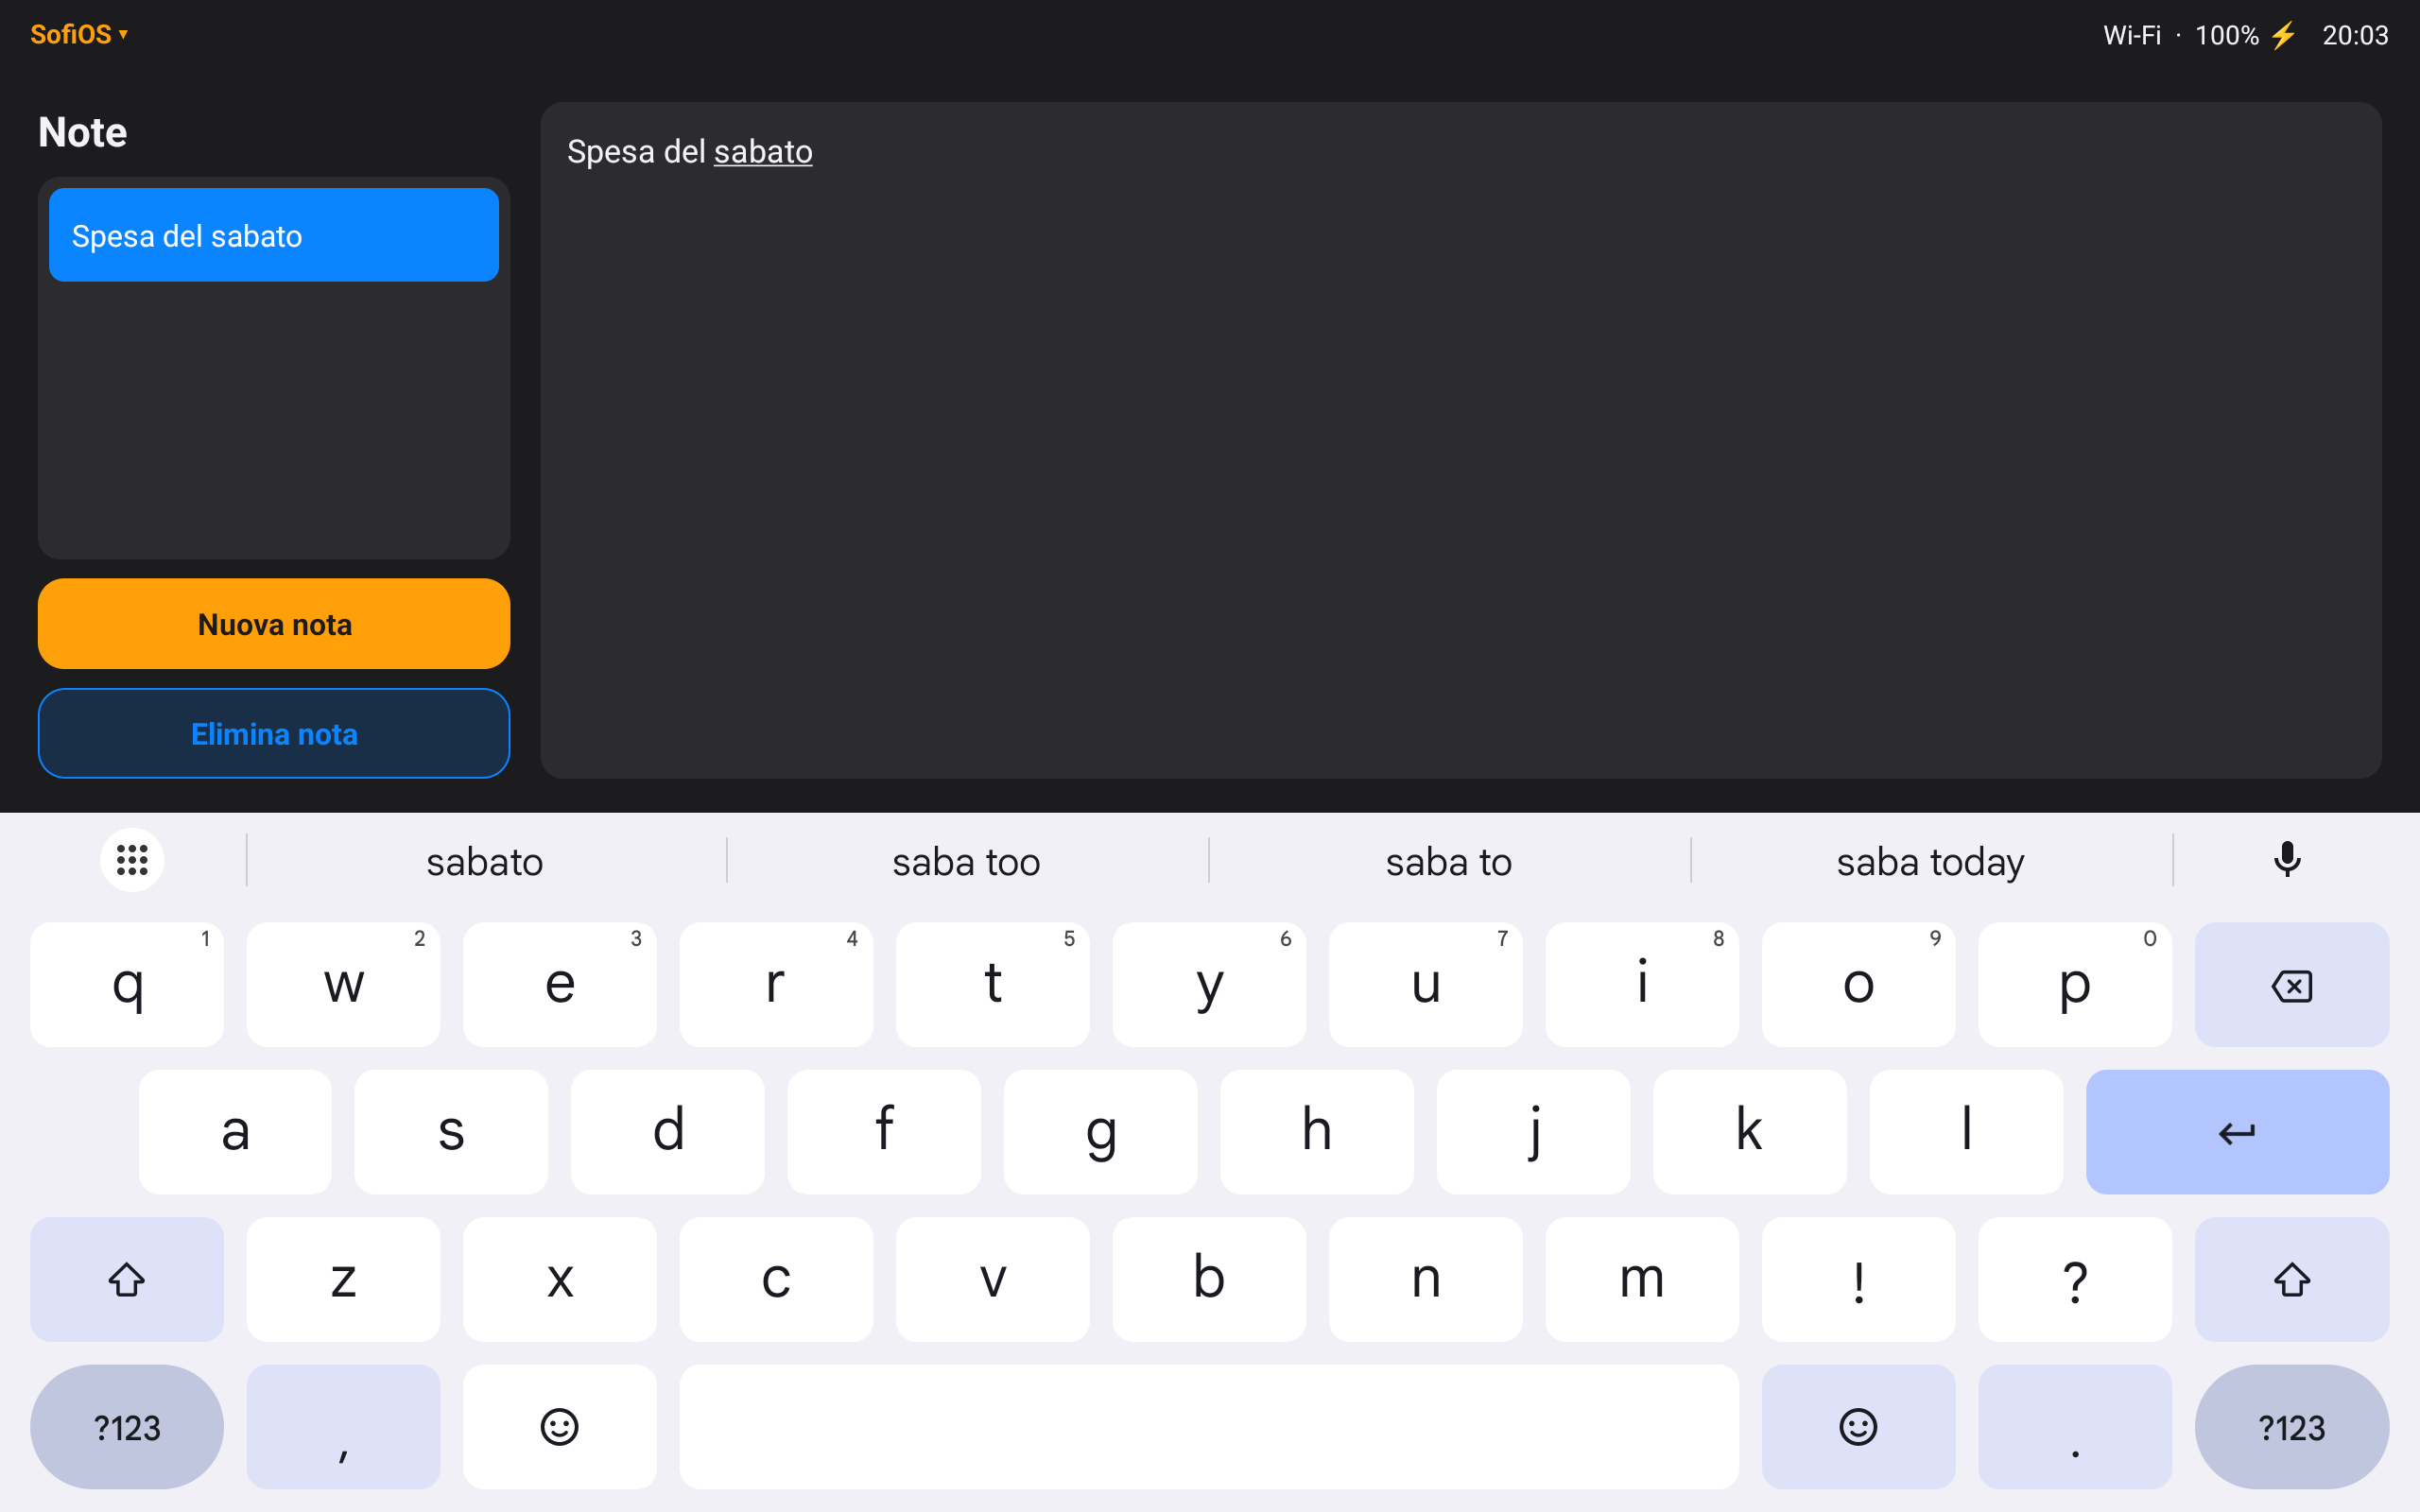 SofiOS ▾
Wi-Fi · 100% ⚡ 20:03
Note
Spesa del sabato
Spesa del sabato
Nuova nota
Elimina nota
sabato saba too saba to saba today
q 1 w 2 e 3 r 4 t 5 y 6 u 7 i 8 o 9 p 0
a s d f g h j k l
z x c v b n m ! ?
?123 , . ?123